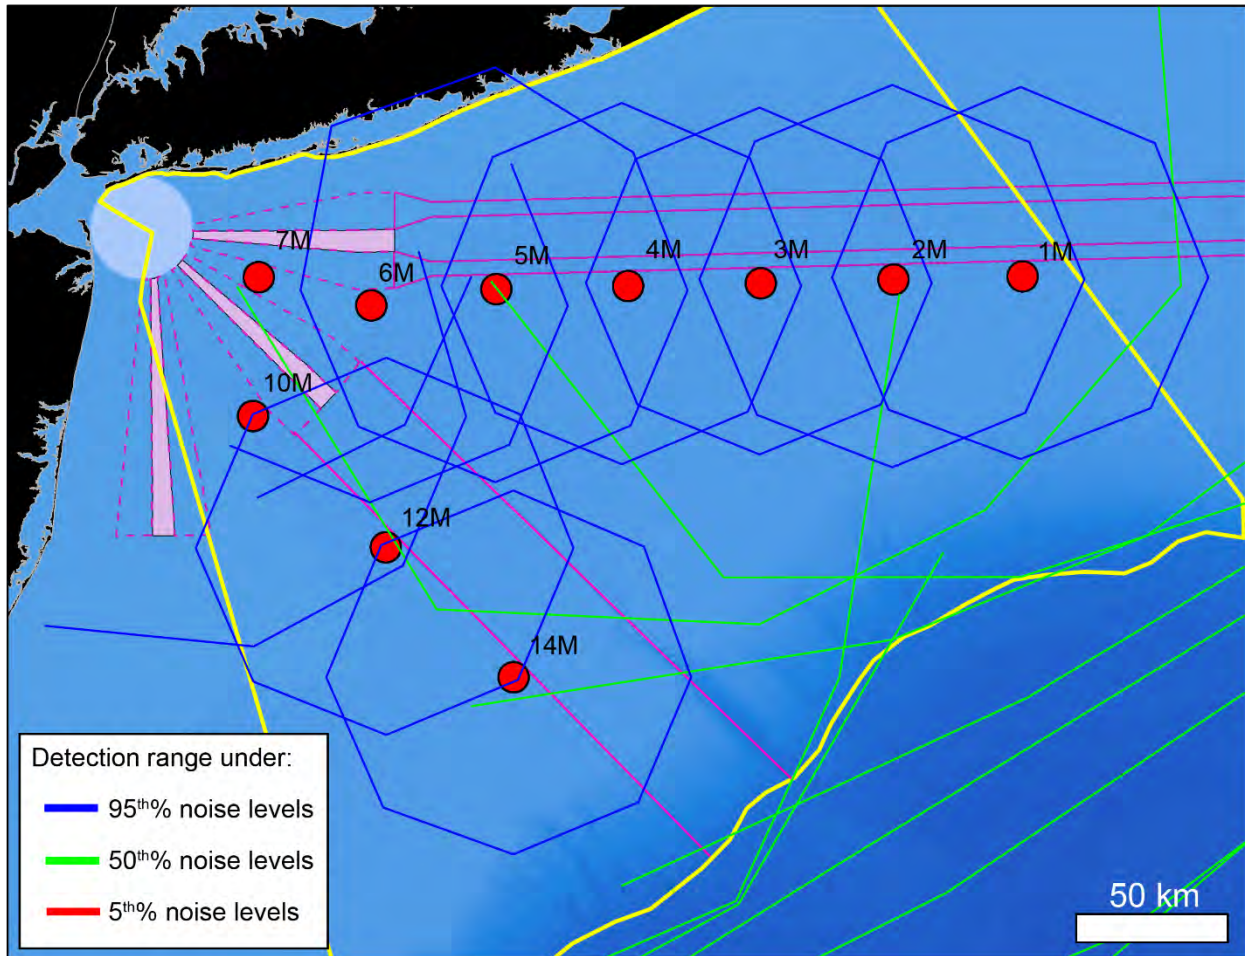 7M
6M
5M
4M
3M
2M
1M
10M
12M
14M
Detection range under:
95th% noise levels
50th% noise levels
5th% noise levels
50 km